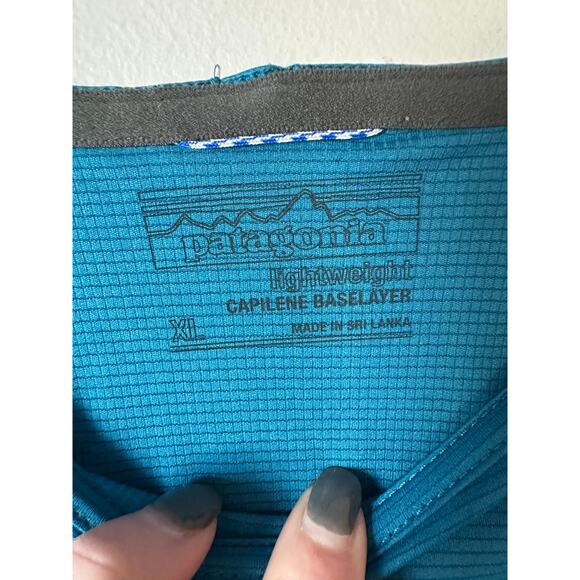 patagonia
lightweight
CAPILENE BASELAYER
XL MADE IN SRI LANKA